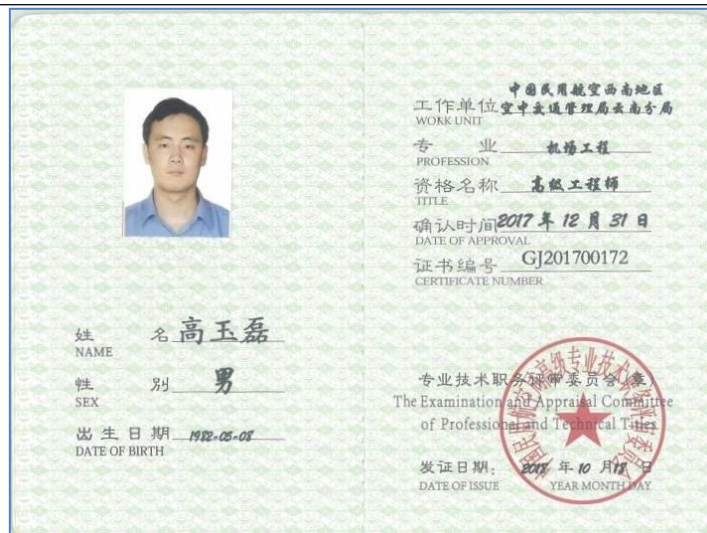 姓 名 高玉磊
NAME
性 别 男
SEX
出生日期 1982-05-08
DATE OF BIRTH
中国民用航空西南地区
工作单位 空中交通管理局云南分局
WORK UNIT
专 业 机场工程
PROFESSION
资格名称 高级工程师
TITLE
确认时间 2017 年 12 月 31 日
DATE OF APPROVAL
证书编号 GJ201700172
CERTIFICATE NUMBER
专业技术职务评审委员会(章)
The Examination and Appraisal Committee
of Professional and Technical Titles
发证日期: 2018 年 10 月 18 日
DATE OF ISSUE YEAR MONTH DAY